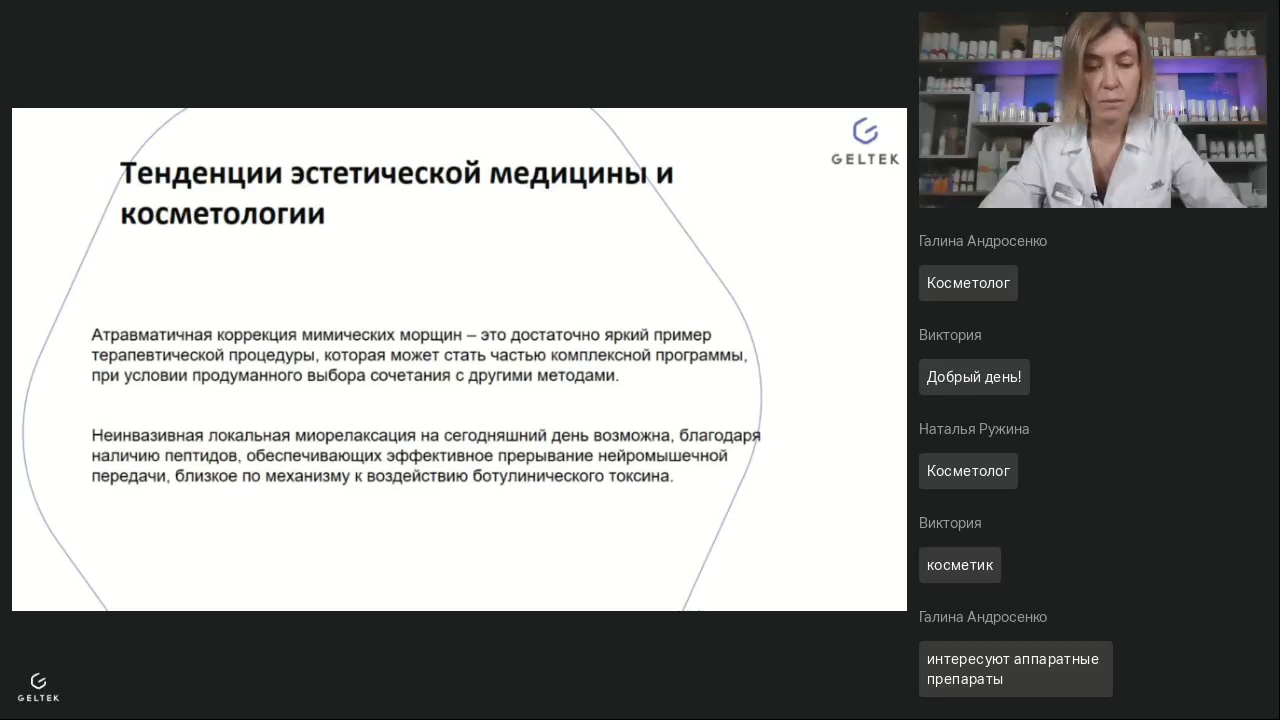 GELTEK
Тенденции эстетической медицины и
косметологии
Атравматичная коррекция мимических морщин – это достаточно яркий пример
терапевтической процедуры, которая может стать частью комплексной программы,
при условии продуманного выбора сочетания с другими методами.
Неинвазивная локальная миорелаксация на сегодняшний день возможна, благодаря
наличию пептидов, обеспечивающих эффективное прерывание нейромышечной
передачи, близкое по механизму к воздействию ботулинического токсина.
GELTEK
Галина Андросенко
Косметолог
Виктория
Добрый день!
Наталья Ружина
Косметолог
Виктория
косметик
Галина Андросенко
интересуют аппаратные
препараты